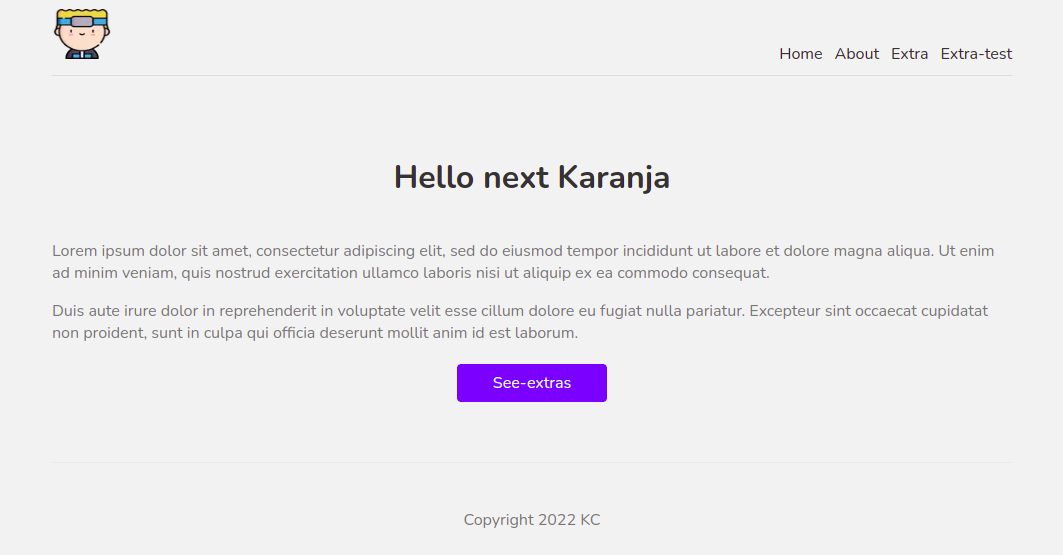 Home About Extra Extra-test
Hello next Karanja
Lorem ipsum dolor sit amet, consectetur adipiscing elit, sed do eiusmod tempor incididunt ut labore et dolore magna aliqua. Ut enim
ad minim veniam, quis nostrud exercitation ullamco laboris nisi ut aliquip ex ea commodo consequat.
Duis aute irure dolor in reprehenderit in voluptate velit esse cillum dolore eu fugiat nulla pariatur. Excepteur sint occaecat cupidatat
non proident, sunt in culpa qui officia deserunt mollit anim id est laborum.
See-extras
Copyright 2022 KC